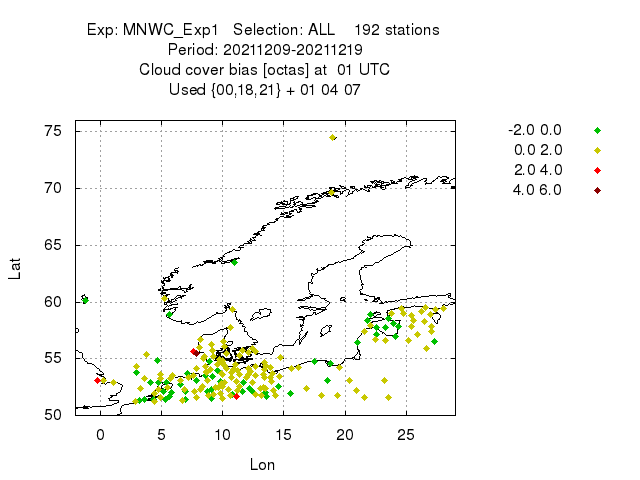 Exp: MNWC_Exp1 Selection: ALL 192 stations
Period: 20211209-20211219
Cloud cover bias [octas] at 01 UTC
Used {00,18,21} + 01 04 07
-2.0 0.0
0.0 2.0
2.0 4.0
4.0 6.0
75
70
65
60
55
50
Lat
0 5 10 15 20 25
Lon